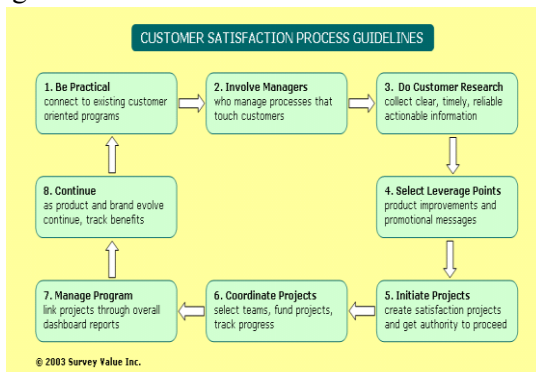 CUSTOMER SATISFACTION PROCESS GUIDELINES
1. Be Practical
connect to existing customer
oriented programs
2. Involve Managers
who manage processes that
touch customers
3. Do Customer Research
collect clear, timely, reliable
actionable information
4. Select Leverage Points
product improvements and
promotional messages
5. Initiate Projects
create satisfaction projects
and get authority to proceed
6. Coordinate Projects
select teams, fund projects,
track progress
7. Manage Program
link projects through overall
dashboard reports
8. Continue
as product and brand evolve
continue, track benefits
© 2003 Survey Value Inc.